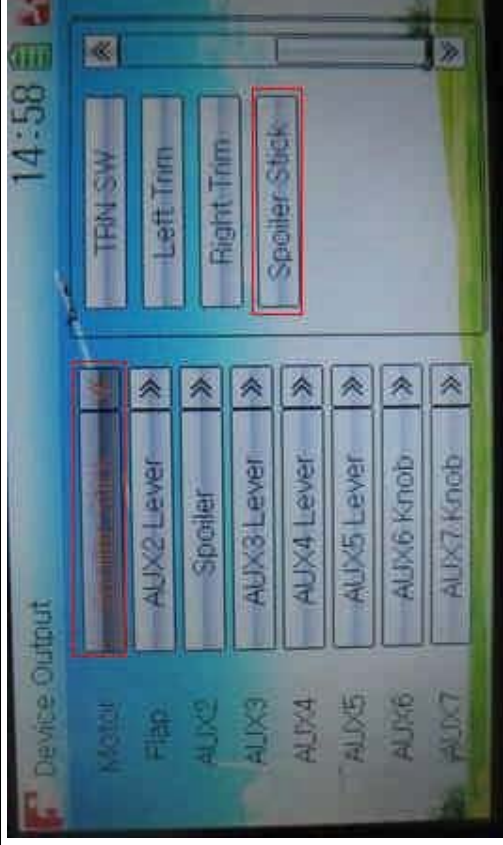 Device Output
14:58
Motor
Flap AUX2 Lever
AUX2 Spoiler
AUX3 AUX3 Lever
AUX4 AUX4 Lever
AUX5 AUX5 Lever
AUX6 AUX6 Knob
AUX7 AUX7 Knob
TRN SW
Left Trim
Right Trim
Spoiler Stick